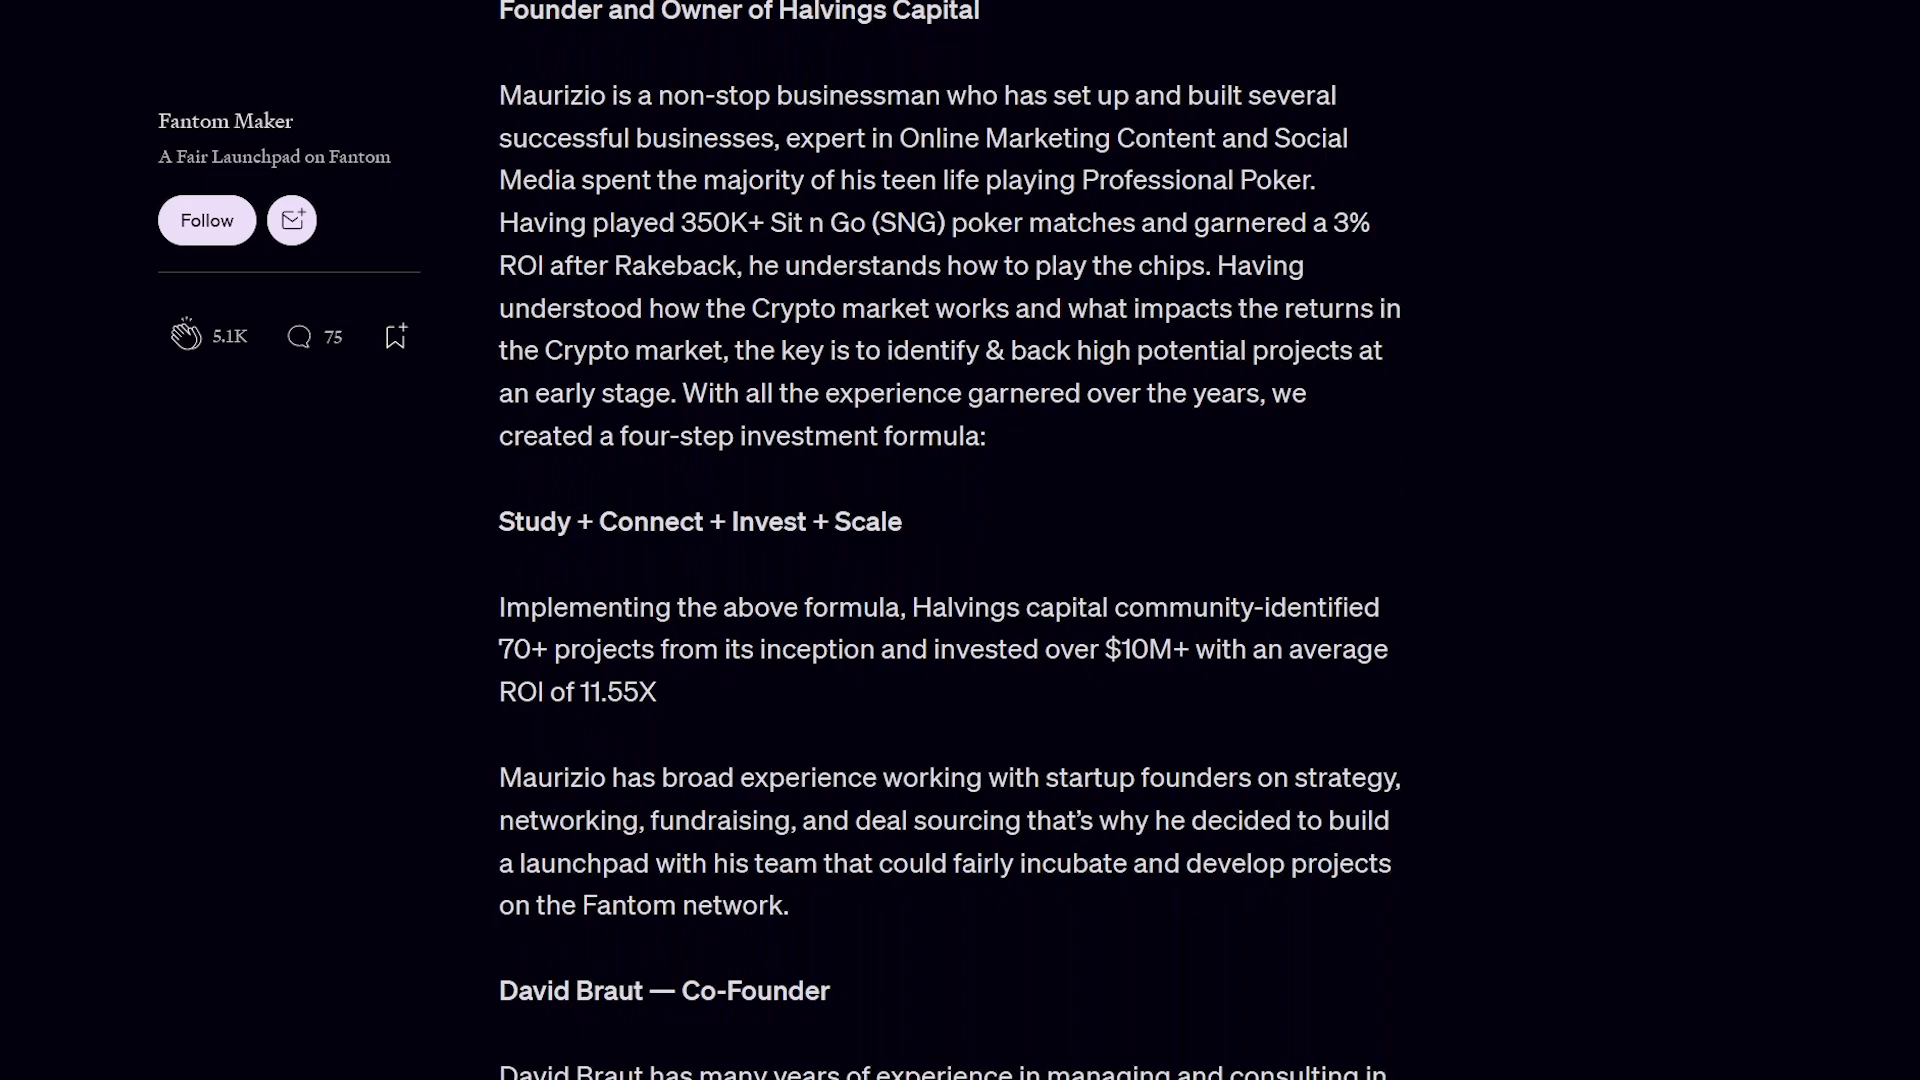 Founder and Owner of Halvings Capital
Fantom Maker
A Fair Launchpad on Fantom
Follow
5.1K
75
Maurizio is a non-stop businessman who has set up and built several
successful businesses, expert in Online Marketing Content and Social
Media spent the majority of his teen life playing Professional Poker.
Having played 350K+ Sit n Go (SNG) poker matches and garnered a 3%
ROI after Rakeback, he understands how to play the chips. Having
understood how the Crypto market works and what impacts the returns in
the Crypto market, the key is to identify & back high potential projects at
an early stage. With all the experience garnered over the years, we
created a four-step investment formula:
Study + Connect + Invest + Scale
Implementing the above formula, Halvings capital community-identified
70+ projects from its inception and invested over $10M+ with an average
ROI of 11.55X
Maurizio has broad experience working with startup founders on strategy,
networking, fundraising, and deal sourcing that’s why he decided to build
a launchpad with his team that could fairly incubate and develop projects
on the Fantom network.
David Braut — Co-Founder
David Braut has many years of experience in managing and consulting in